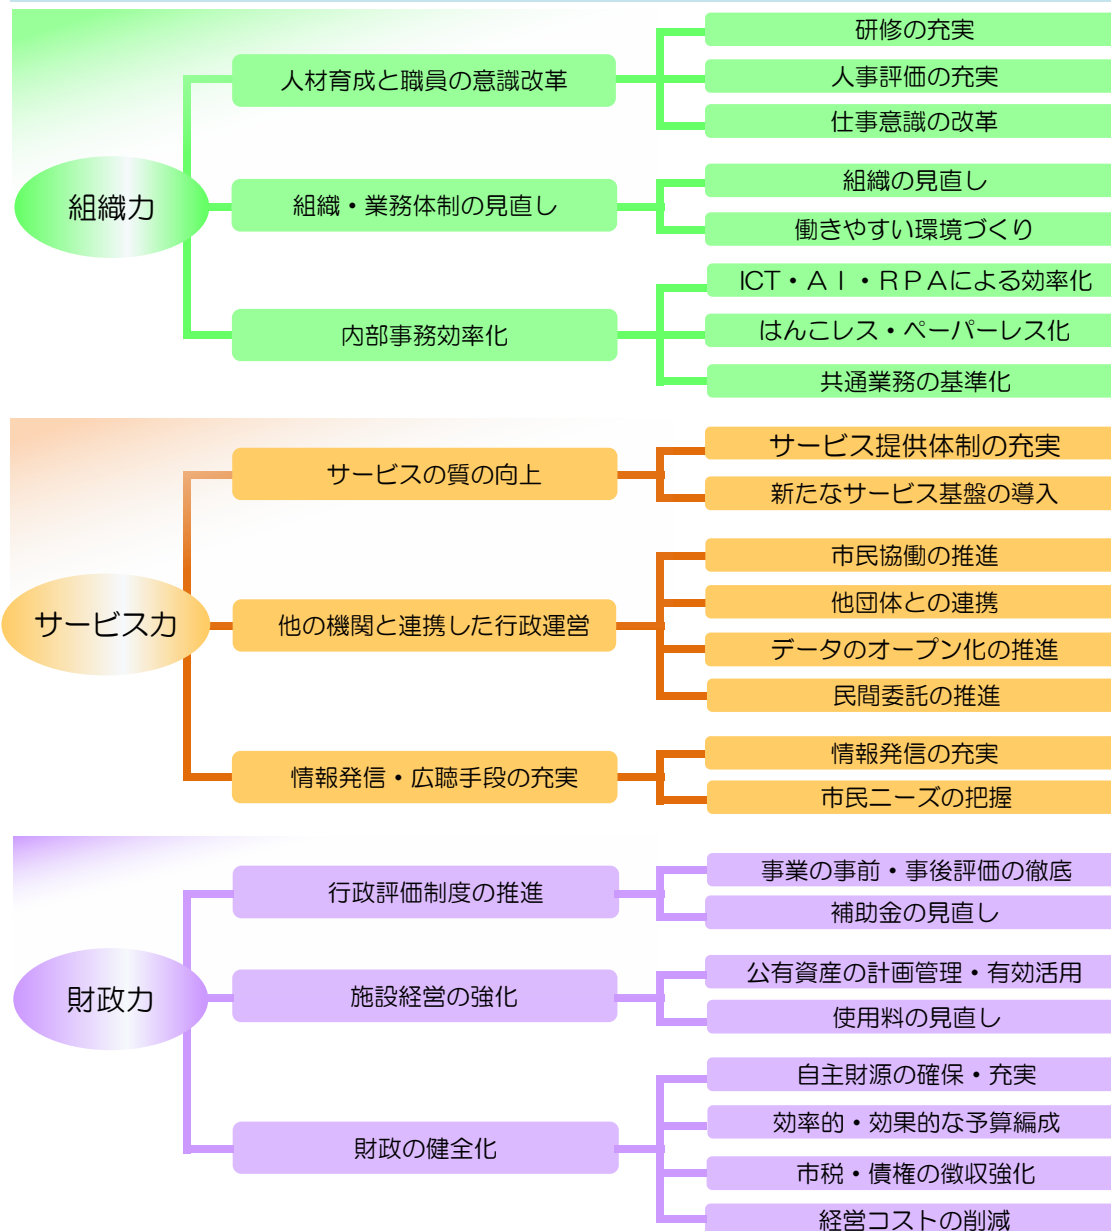 組織力
人材育成と職員の意識改革
研修の充実
人事評価の充実
仕事意識の改革
組織・業務体制の見直し
組織の見直し
働きやすい環境づくり
内部事務効率化
ICT・ＡＩ・ＲＰＡによる効率化
はんこレス・ペーパーレス化
共通業務の基準化
サービス力
サービスの質の向上
サービス提供体制の充実
新たなサービス基盤の導入
他の機関と連携した行政運営
市民協働の推進
他団体との連携
データのオープン化の推進
民間委託の推進
情報発信・広聴手段の充実
情報発信の充実
市民ニーズの把握
財政力
行政評価制度の推進
事業の事前・事後評価の徹底
補助金の見直し
施設経営の強化
公有資産の計画管理・有効活用
使用料の見直し
財政の健全化
自主財源の確保・充実
効率的・効果的な予算編成
市税・債権の徴収強化
経営コストの削減